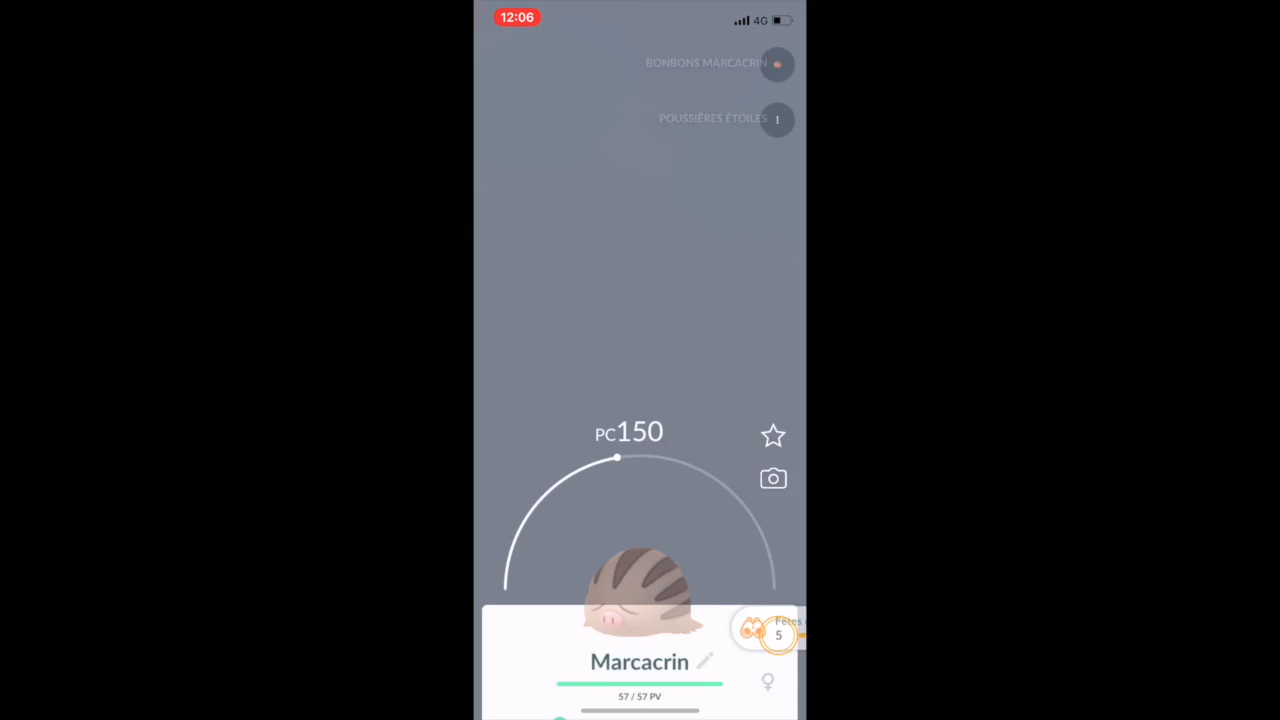 12:06
4G
BONBONS MARCACRIN
POUSSIÈRES ÉTOILES
PC150
5
Marcacrin
57 / 57 PV